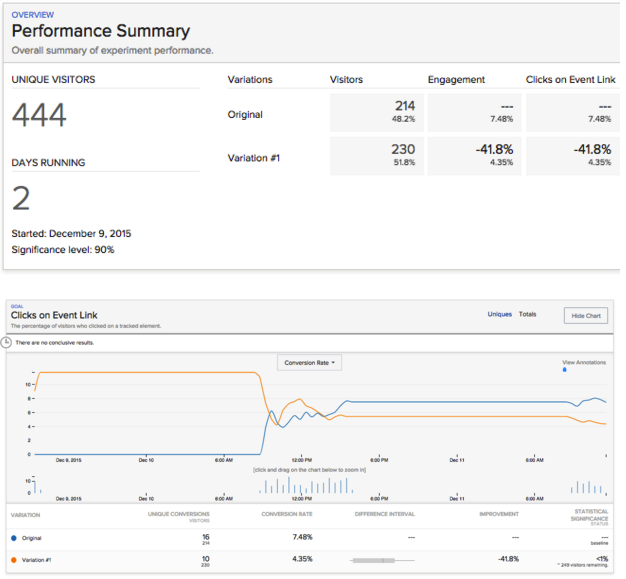 OVERVIEW
Performance Summary
Overall summary of experiment performance.
UNIQUE VISITORS
444
DAYS RUNNING
2
Started: December 9, 2015
Significance level: 90%
Variations Visitors Engagement Clicks on Event Link
Original 214 --- ---
48.2% 7.48% 7.48%
Variation #1 230 -41.8% -41.8%
51.8% 4.35% 4.35%
GOAL
Clicks on Event Link
The percentage of visitors who clicked on a tracked element.
Uniques Totals Hide Chart
There are no conclusive results.
Conversion Rate
View Annotations
10
8
6
4
2
0
Dec 9, 2015 Dec 10 6:00 AM 12:00 PM 6:00 PM Dec 11 6:00 AM
[click and drag on the chart below to zoom in]
10
0
Dec 9, 2015 Dec 10 6:00 AM 12:00 PM 6:00 PM Dec 11 6:00 AM
VARIATION UNIQUE CONVERSIONS CONVERSION RATE DIFFERENCE INTERVAL IMPROVEMENT STATISTICAL
VISITORS SIGNIFICANCE
STATUS
Original 16 7.48% --- --- ---
214 baseline
Variation #1 10 4.35% -41.8% <1%
230 ~ 249 visitors remaining.